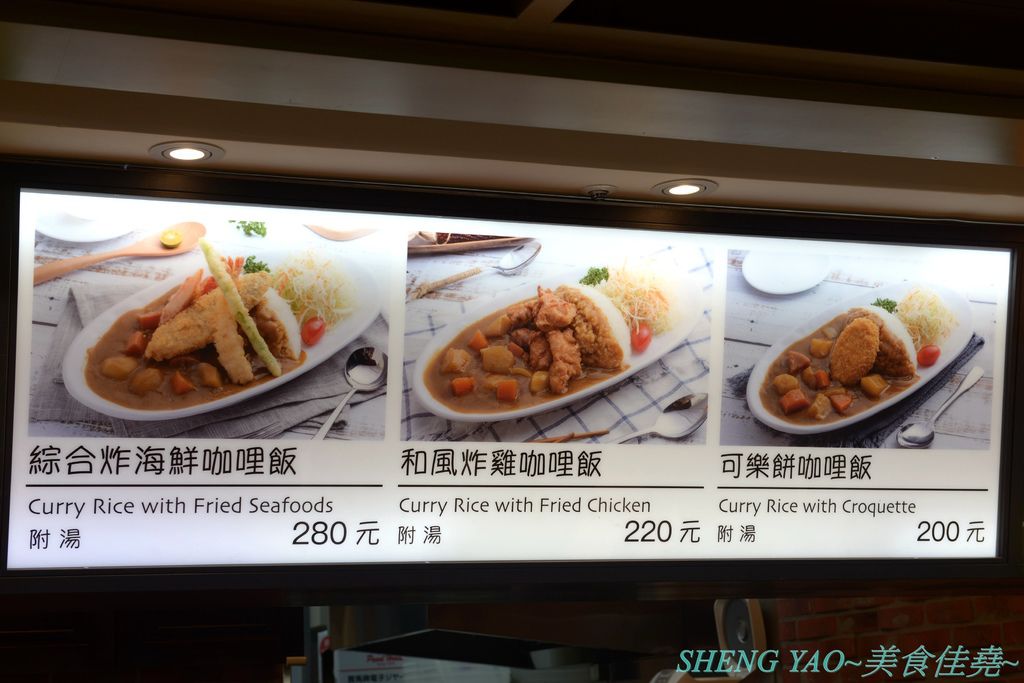 綜合炸海鮮咖哩飯
Curry Rice with Fried Seafoods
附湯 280元
和風炸雞咖哩飯
Curry Rice with Fried Chicken
附湯 220元
可樂餅咖哩飯
Curry Rice with Croquette
附湯 200元
SHENG YAO~美食佳堯~